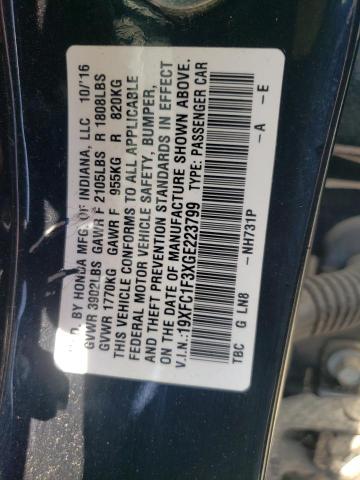 MFD. BY HONDA MFG. OF INDIANA, LLC 10/'16
GVWR 3902LBS GAWR F 2105LBS R 1808LBS
GVWR 1770KG GAWR F 955KG R 820KG
THIS VEHICLE CONFORMS TO ALL APPLICABLE
FEDERAL MOTOR VEHICLE SAFETY, BUMPER,
AND THEFT PREVENTION STANDARDS IN EFFECT
ON THE DATE OF MANUFACTURE SHOWN ABOVE.
V.I.N.:19XFC1F3XGE223799 TYPE: PASSENGER CAR
TBC G LN8 -NH731P -A -E